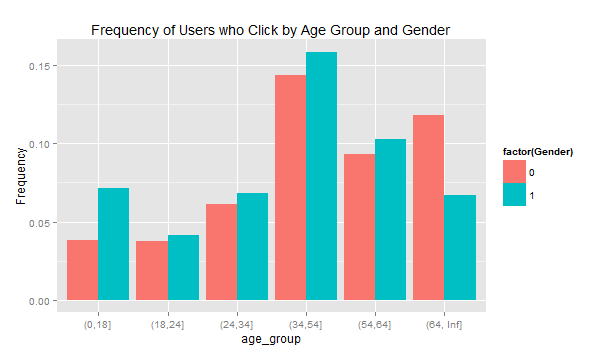 Frequency of Users who Click by Age Group and Gender
Frequency
0.15
0.10
0.05
0.00
(0,18]
(18,24]
(24,34]
(34,54]
(54,64]
(64, Inf]
age_group
factor(Gender)
0
1